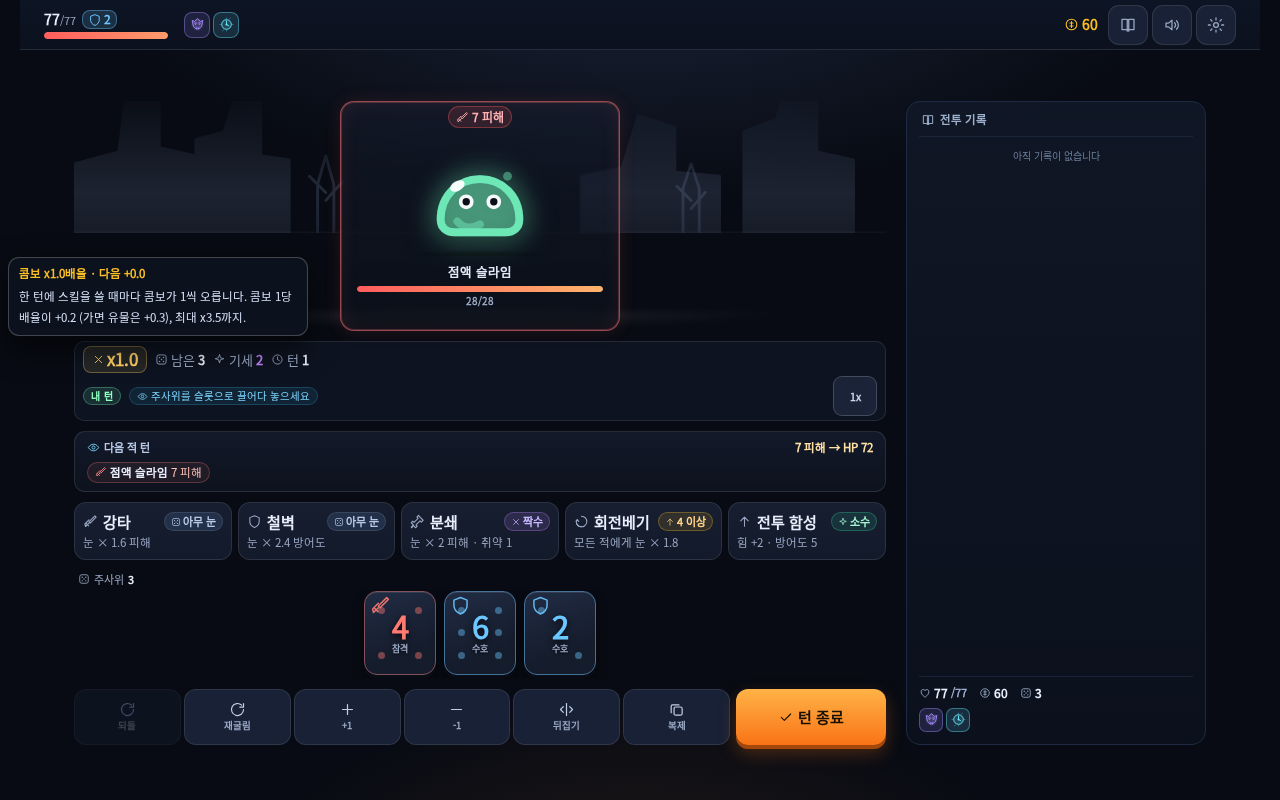 77/77 2
60
7 피해
전투 기록
아직 기록이 없습니다
점액 슬라임
28/28
콤보 x1.0배율 · 다음 +0.0
한 턴에 스킬을 쓸 때마다 콤보가 1씩 오릅니다. 콤보 1당
배율이 +0.2 (가면 유물은 +0.3), 최대 x3.5까지.
x1.0 남은 3 기세 2 턴 1
내 턴 주사위를 슬롯으로 끌어다 놓으세요
1x
다음 적 턴
7 피해 → HP 72
점액 슬라임 7 피해
강타 아무 눈
눈 × 1.6 피해
철벽 아무 눈
눈 × 2.4 방어도
분쇄 짝수
눈 × 2 피해 · 취약 1
회전베기 4 이상
모든 적에게 눈 × 1.8
전투 함성 소수
힘 +2 · 방어도 5
주사위 3
4
참격
6
수호
2
수호
되돌
재굴림
+1
-1
뒤집기
복제
턴 종료
77 /77 60 3